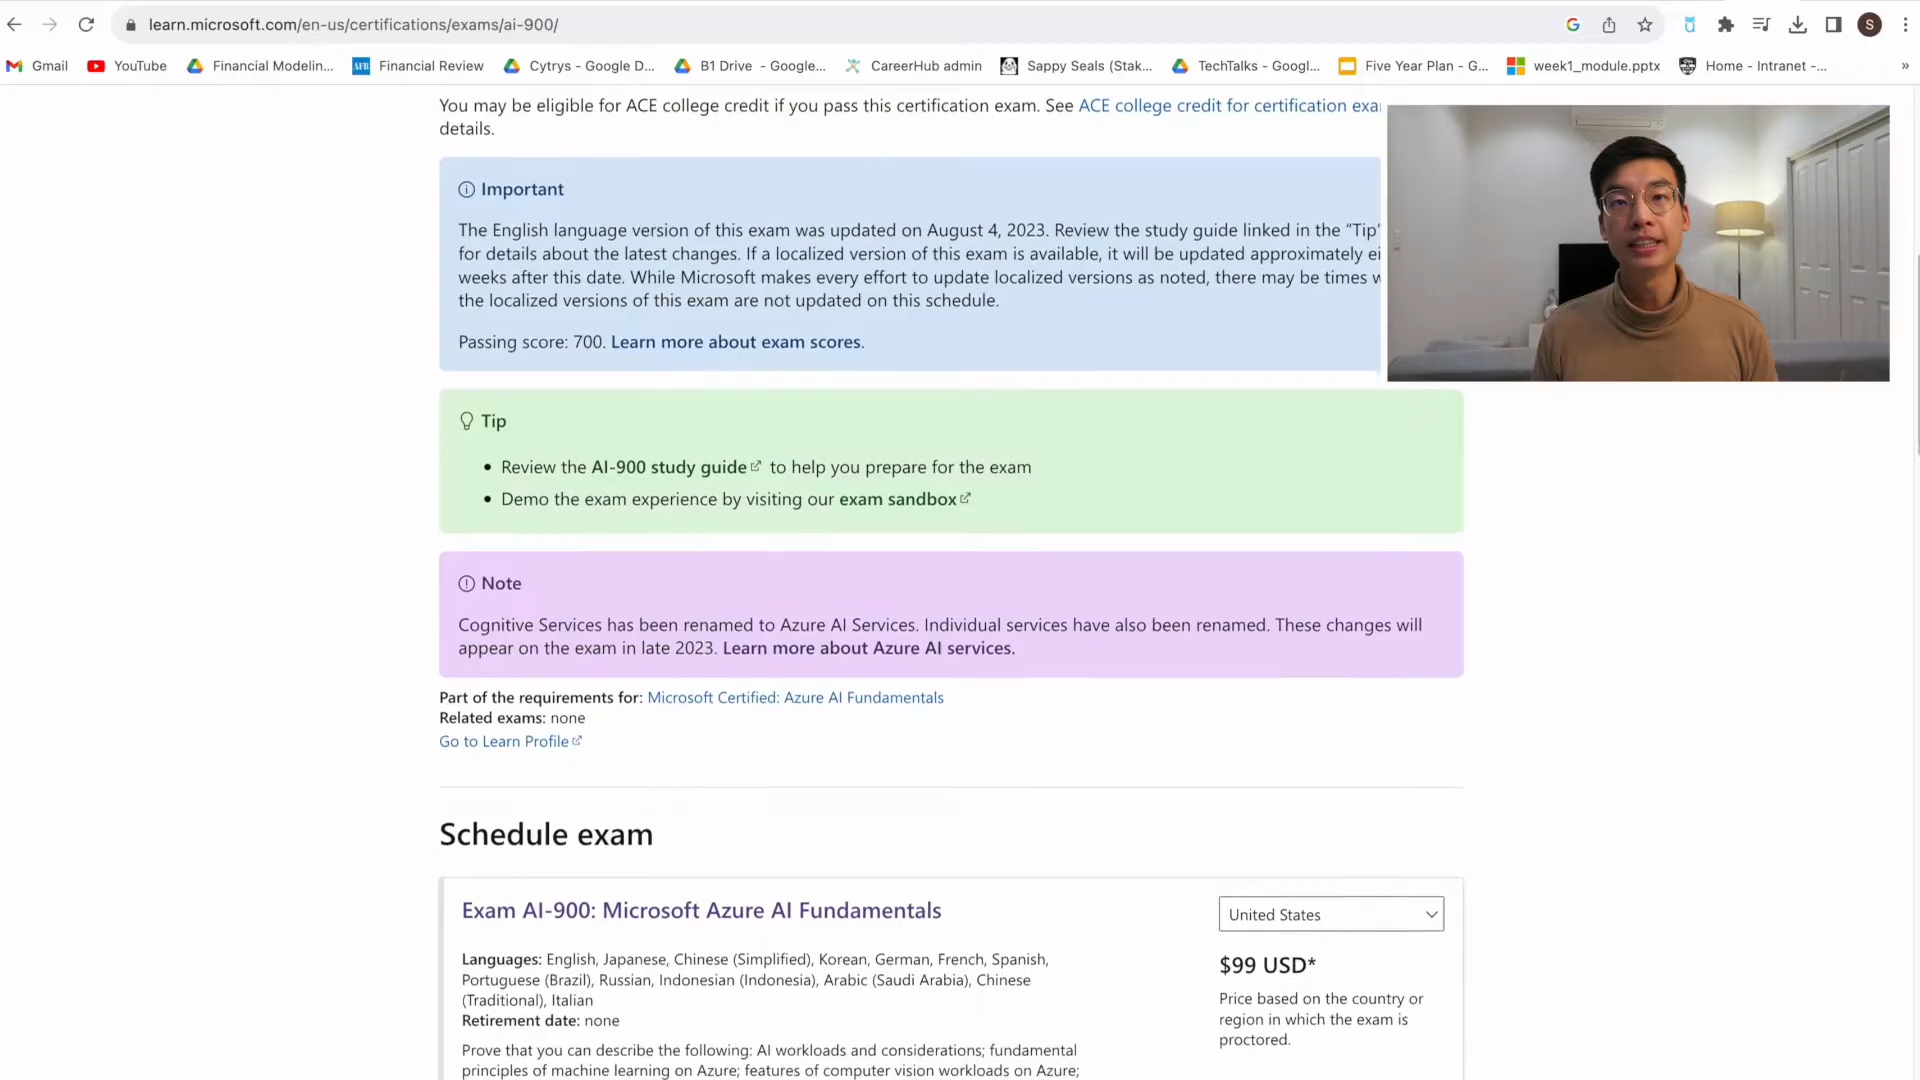 learn.microsoft.com/en-us/certifications/exams/ai-900/
S
Gmail YouTube Financial Modelin... AFR Financial Review Cytrys - Google D... B1 Drive - Google... CareerHub admin Sappy Seals (Stak... TechTalks - Googl... Five Year Plan - G... week1_module.pptx Home - Intranet -... »
You may be eligible for ACE college credit if you pass this certification exam. See ACE college credit for certification exa
details.
Important
The English language version of this exam was updated on August 4, 2023. Review the study guide linked in the “Tip”
for details about the latest changes. If a localized version of this exam is available, it will be updated approximately ei
weeks after this date. While Microsoft makes every effort to update localized versions as noted, there may be times w
the localized versions of this exam are not updated on this schedule.
Passing score: 700. Learn more about exam scores.
Tip
• Review the AI-900 study guide to help you prepare for the exam
• Demo the exam experience by visiting our exam sandbox
Note
Cognitive Services has been renamed to Azure AI Services. Individual services have also been renamed. These changes will
appear on the exam in late 2023. Learn more about Azure AI services.
Part of the requirements for: Microsoft Certified: Azure AI Fundamentals
Related exams: none
Go to Learn Profile
Schedule exam
Exam AI-900: Microsoft Azure AI Fundamentals
United States
Languages: English, Japanese, Chinese (Simplified), Korean, German, French, Spanish,
Portuguese (Brazil), Russian, Indonesian (Indonesia), Arabic (Saudi Arabia), Chinese
(Traditional), Italian
Retirement date: none
$99 USD*
Price based on the country or
region in which the exam is
proctored.
Prove that you can describe the following: AI workloads and considerations; fundamental
principles of machine learning on Azure; features of computer vision workloads on Azure;